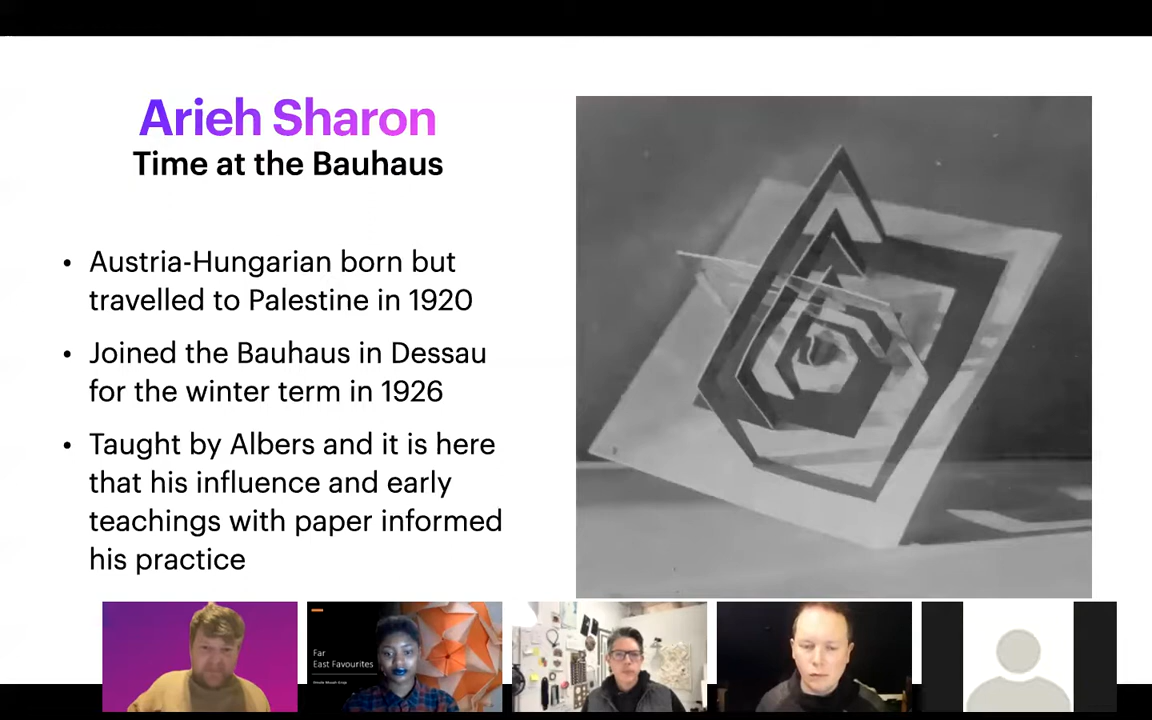 Arieh Sharon
Time at the Bauhaus
• Austria-Hungarian born but
travelled to Palestine in 1920
• Joined the Bauhaus in Dessau
for the winter term in 1926
• Taught by Albers and it is here
that his influence and early
teachings with paper informed
his practice
Far
East Favourites